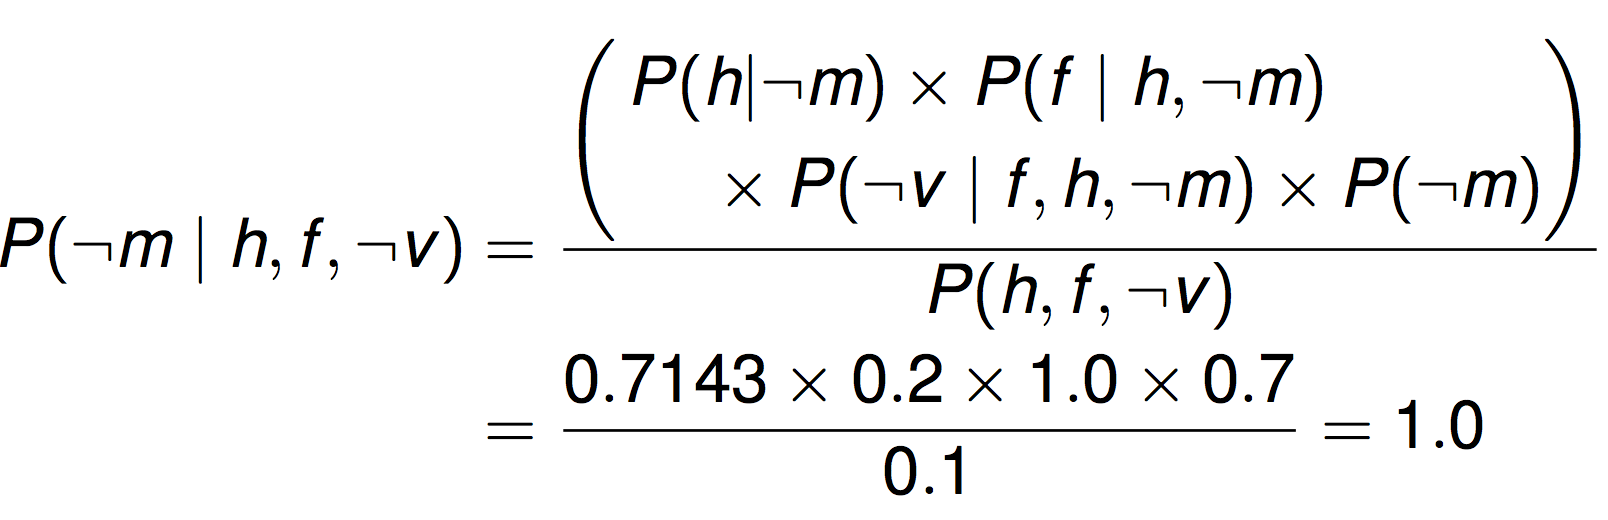 P(h|¬m) × P(f | h, ¬m)
× P(¬v | f, h, ¬m) × P(¬m)
P(¬m | h, f, ¬v) =
P(h, f, ¬v)
= 0.7143 × 0.2 × 1.0 × 0.7 / 0.1 = 1.0